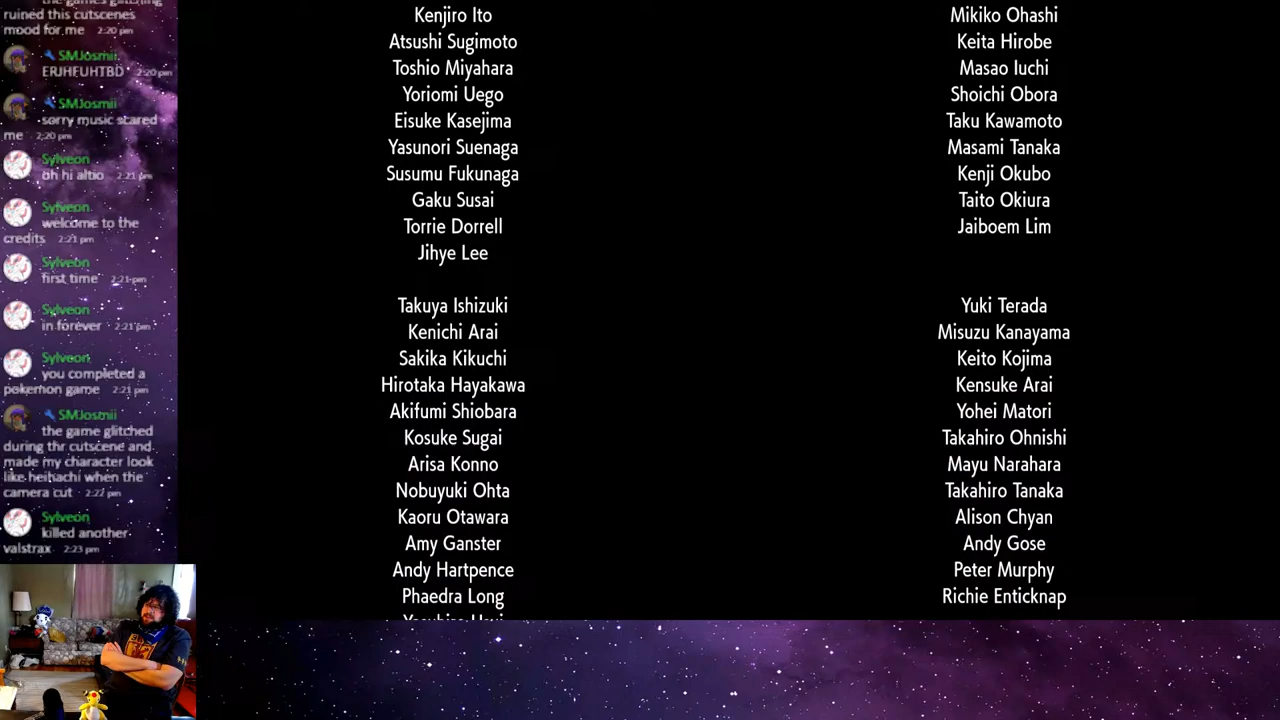 ruined this cutscenes
mood for me 2:20 pm
SMJosmii
ERJHFUHTBD 2:20 pm
SMJosmii
sorry music scared
me 2:20 pm
Sylveon
oh hi altio 2:21 pm
Sylveon
welcome to the
credits 2:21 pm
Sylveon
first time 2:21 pm
Sylveon
in forever 2:21 pm
Sylveon
you completed a
pokemon game 2:21 pm
SMJosmii
the game glitched
during thr cutscene and
made my character look
like heihachi when the
camera cut 2:22 pm
Sylveon
killed another
valstrax 2:23 pm
Kenjiro Ito
Atsushi Sugimoto
Toshio Miyahara
Yoriomi Uego
Eisuke Kasejima
Yasunori Suenaga
Susumu Fukunaga
Gaku Susai
Torrie Dorrell
Jihye Lee
Takuya Ishizuki
Kenichi Arai
Sakika Kikuchi
Hirotaka Hayakawa
Akifumi Shiobara
Kosuke Sugai
Arisa Konno
Nobuyuki Ohta
Kaoru Otawara
Amy Ganster
Andy Hartpence
Phaedra Long
Mikiko Ohashi
Keita Hirobe
Masao Iuchi
Shoichi Obora
Taku Kawamoto
Masami Tanaka
Kenji Okubo
Taito Okiura
Jaiboem Lim
Yuki Terada
Misuzu Kanayama
Keito Kojima
Kensuke Arai
Yohei Matori
Takahiro Ohnishi
Mayu Narahara
Takahiro Tanaka
Alison Chyan
Andy Gose
Peter Murphy
Richie Enticknap